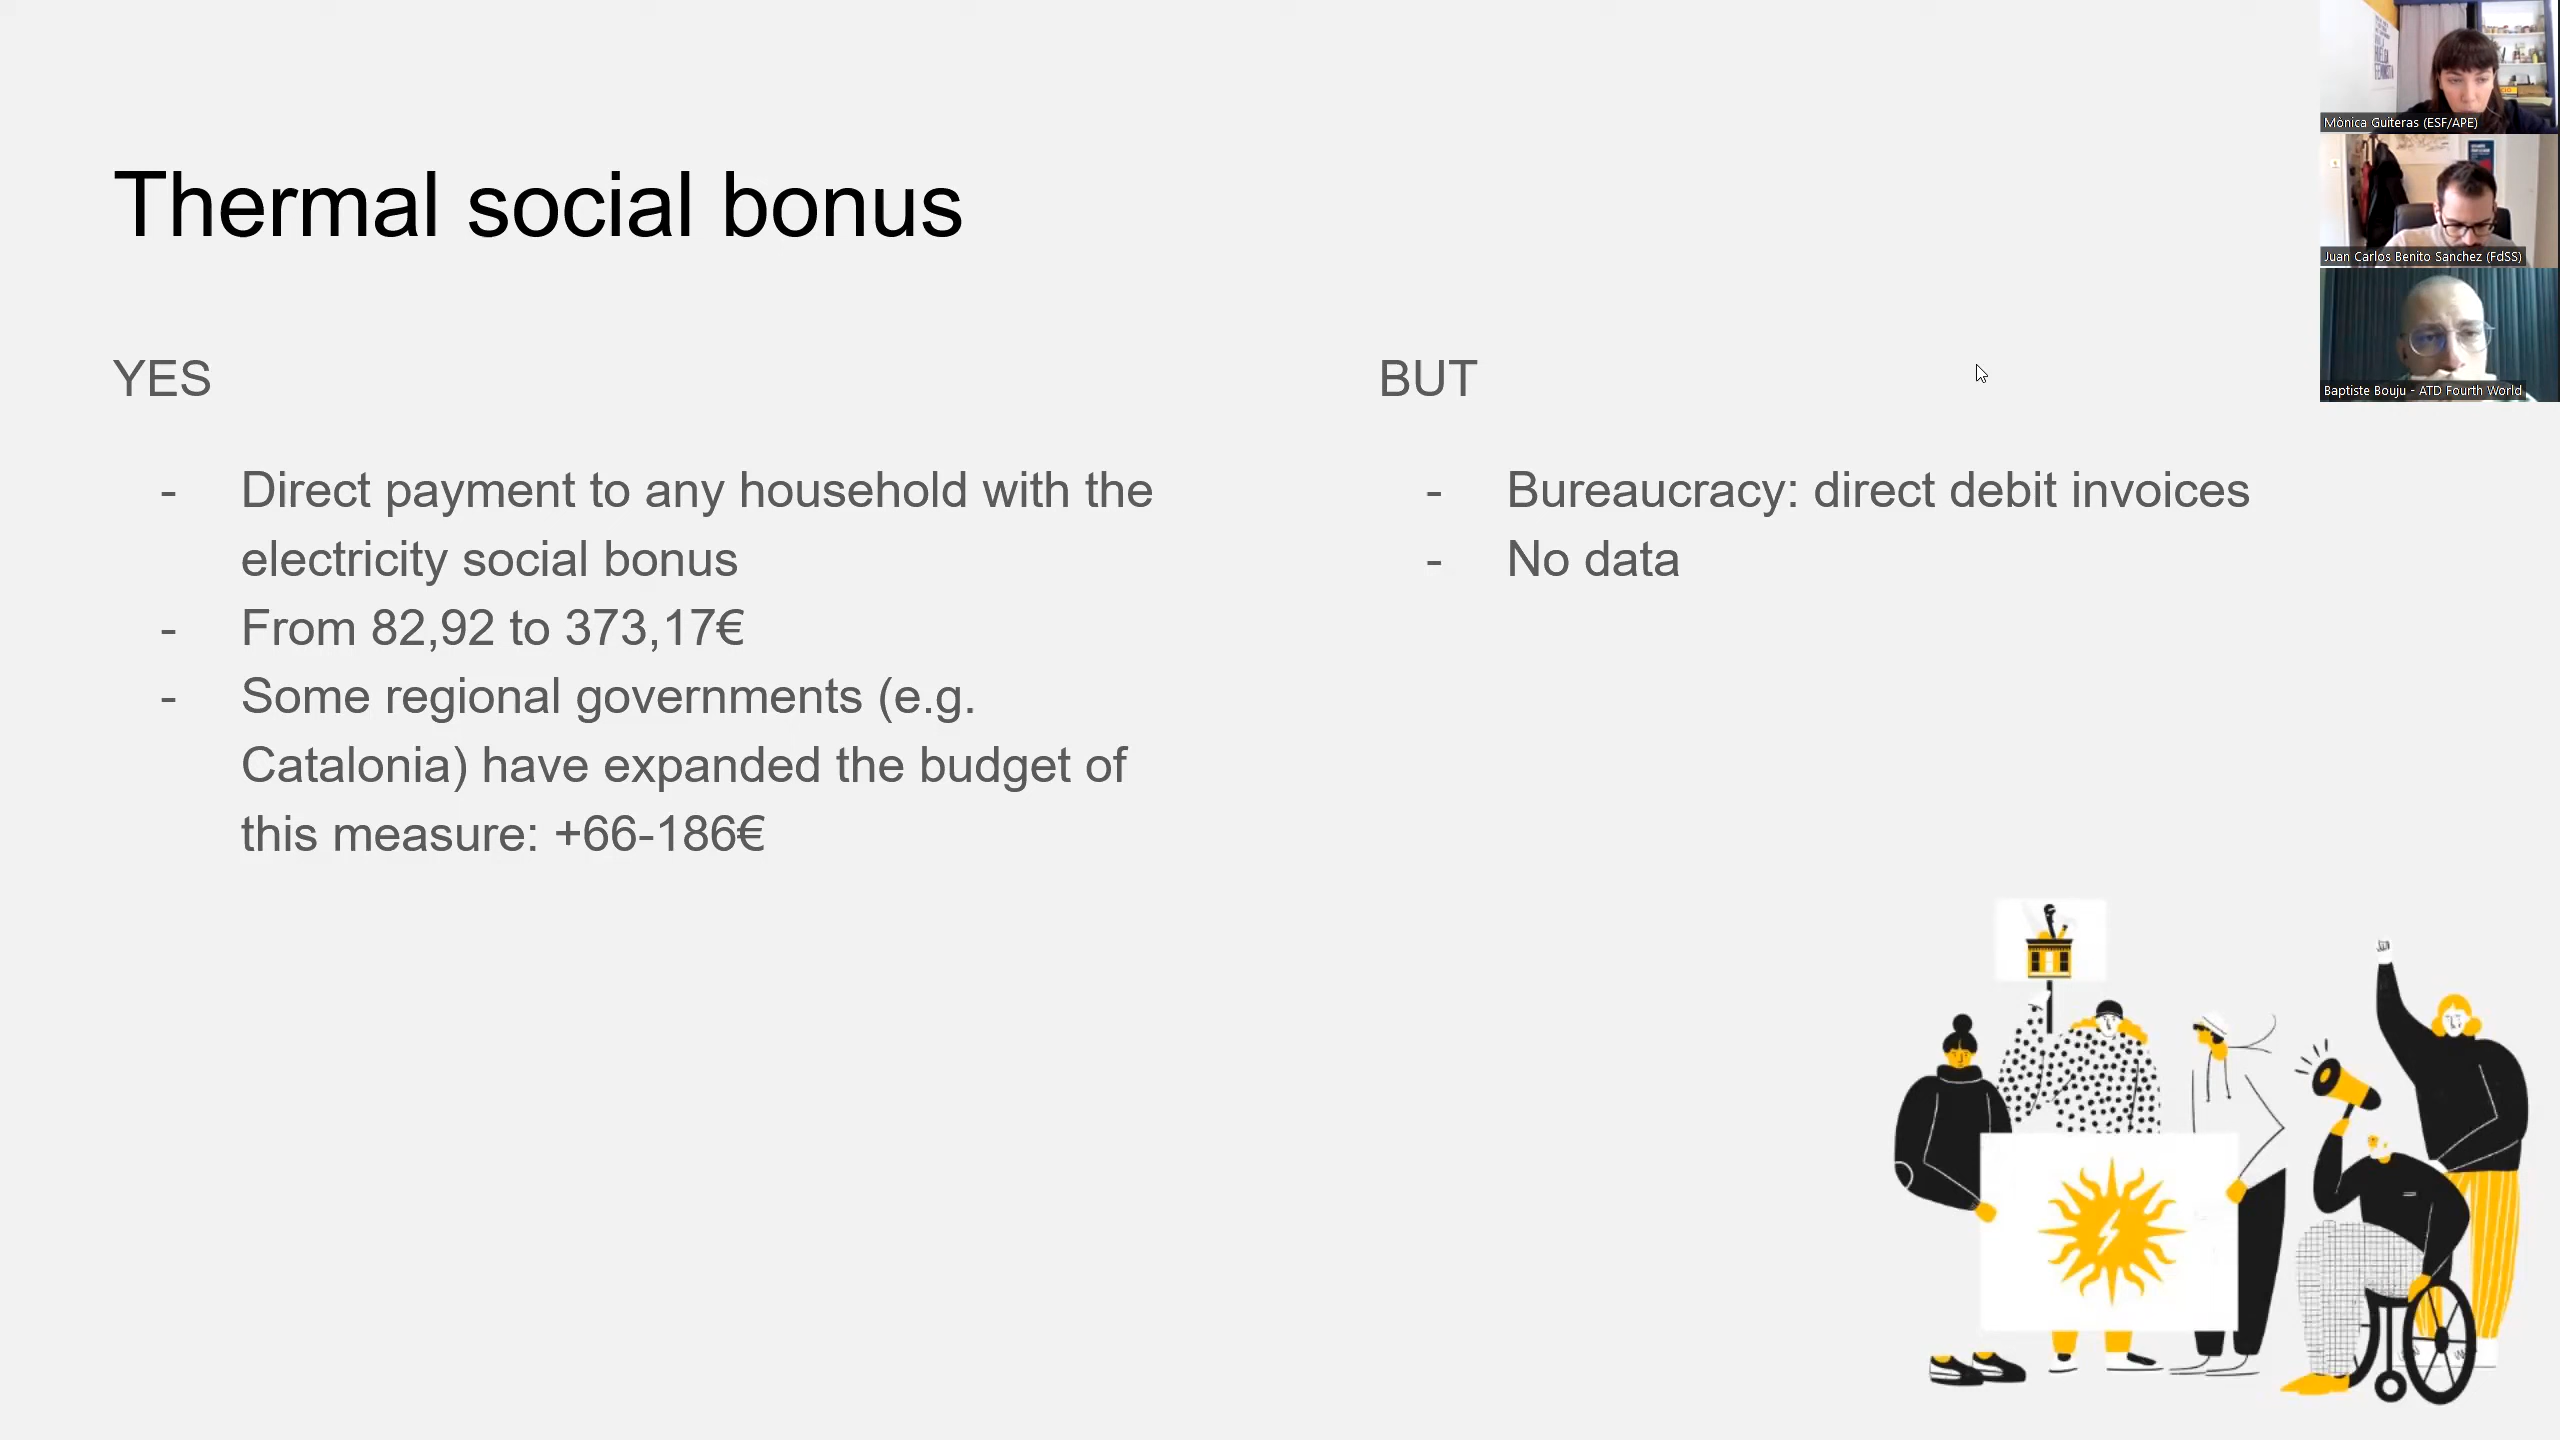 Thermal social bonus
YES
- Direct payment to any household with the
electricity social bonus
- From 82,92 to 373,17€
- Some regional governments (e.g.
Catalonia) have expanded the budget of
this measure: +66-186€
BUT
- Bureaucracy: direct debit invoices
- No data
Mònica Guiteras (ESF/APE)
Juan Carlos Benito Sanchez (FdSS)
Baptiste Bouju - ATD Fourth World